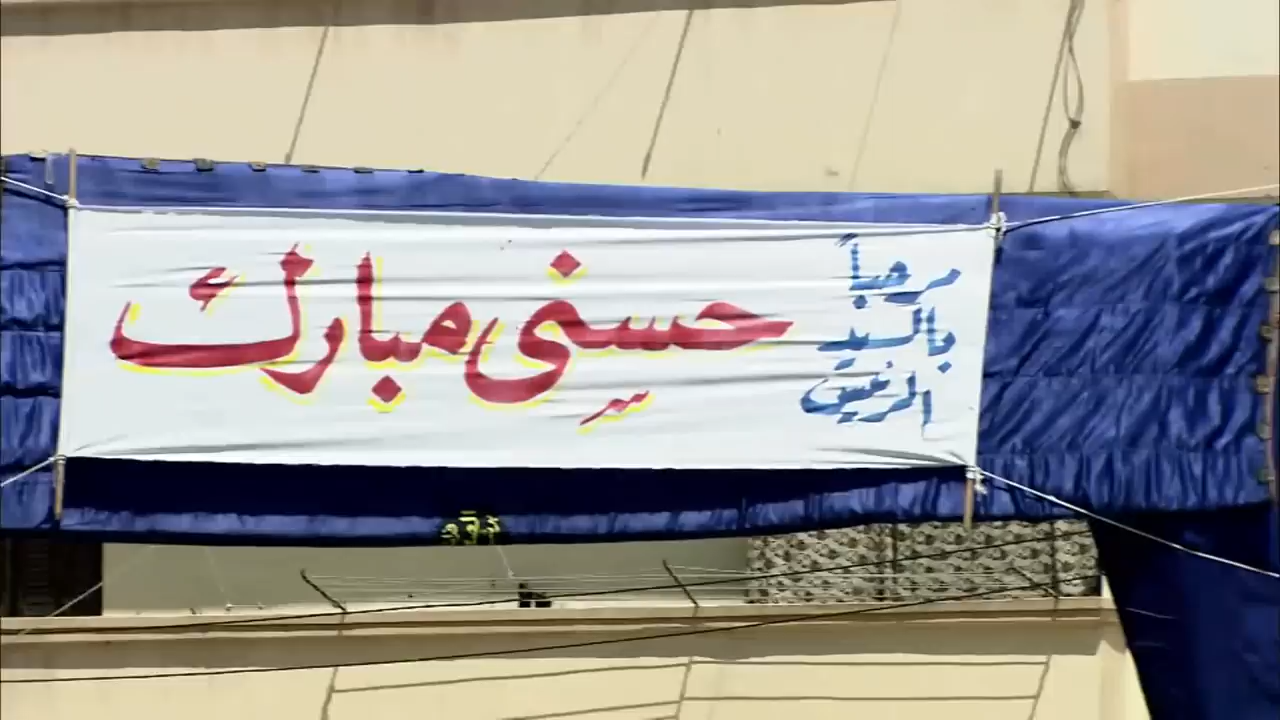 مرحباً
بالسيد
الرئيس
حسني مبارك